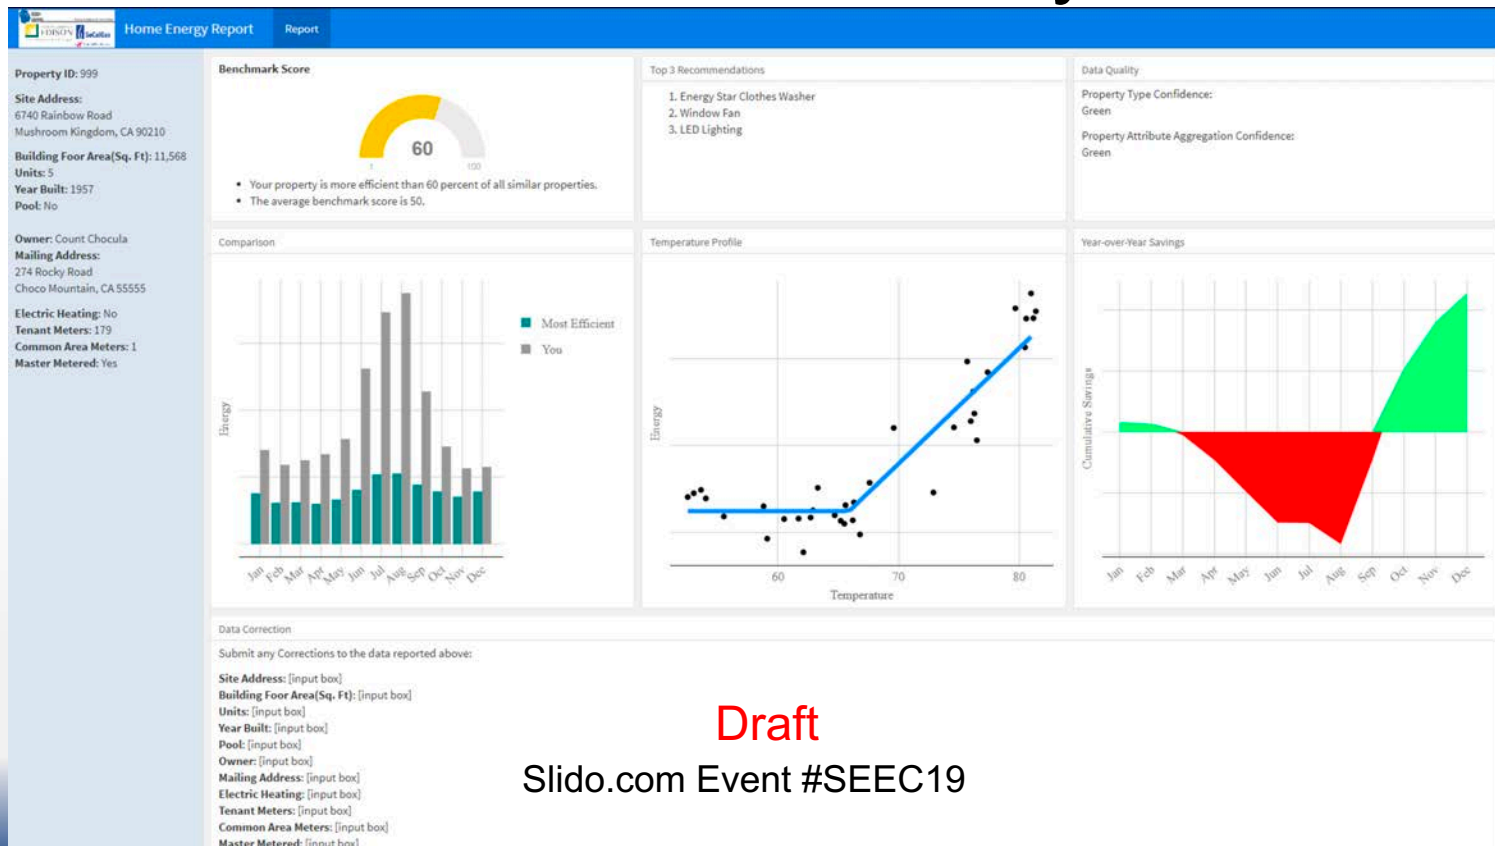 EDISON
SoCalGas
Home Energy Report
Report
Property ID: 999
Site Address:
6740 Rainbow Road
Mushroom Kingdom, CA 90210
Building Foor Area(Sq. Ft): 11,568
Units: 5
Year Built: 1957
Pool: No
Owner: Count Chocula
Mailing Address:
274 Rocky Road
Choco Mountain, CA 55555
Electric Heating: No
Tenant Meters: 179
Common Area Meters: 1
Master Metered: Yes
Benchmark Score
60
1
100
• Your property is more efficient than 60 percent of all similar properties.
• The average benchmark score is 50.
Top 3 Recommendations
1. Energy Star Clothes Washer
2. Window Fan
3. LED Lighting
Data Quality
Property Type Confidence:
Green
Property Attribute Aggregation Confidence:
Green
Comparison
Energy
Most Efficient
You
Jan Feb Mar Apr May Jun Jul Aug Sep Oct Nov Dec
Temperature Profile
Energy
60 70 80
Temperature
Year-over-Year Savings
Cumulative Savings
Jan Feb Mar Apr May Jun Jul Aug Sep Oct Nov Dec
Data Correction
Submit any Corrections to the data reported above:
Site Address: [input box]
Building Foor Area(Sq. Ft): [input box]
Units: [input box]
Year Built: [input box]
Pool: [input box]
Owner: [input box]
Mailing Address: [input box]
Electric Heating: [input box]
Tenant Meters: [input box]
Common Area Meters: [input box]
Master Metered: [input box]
Draft
Slido.com Event #SEEC19